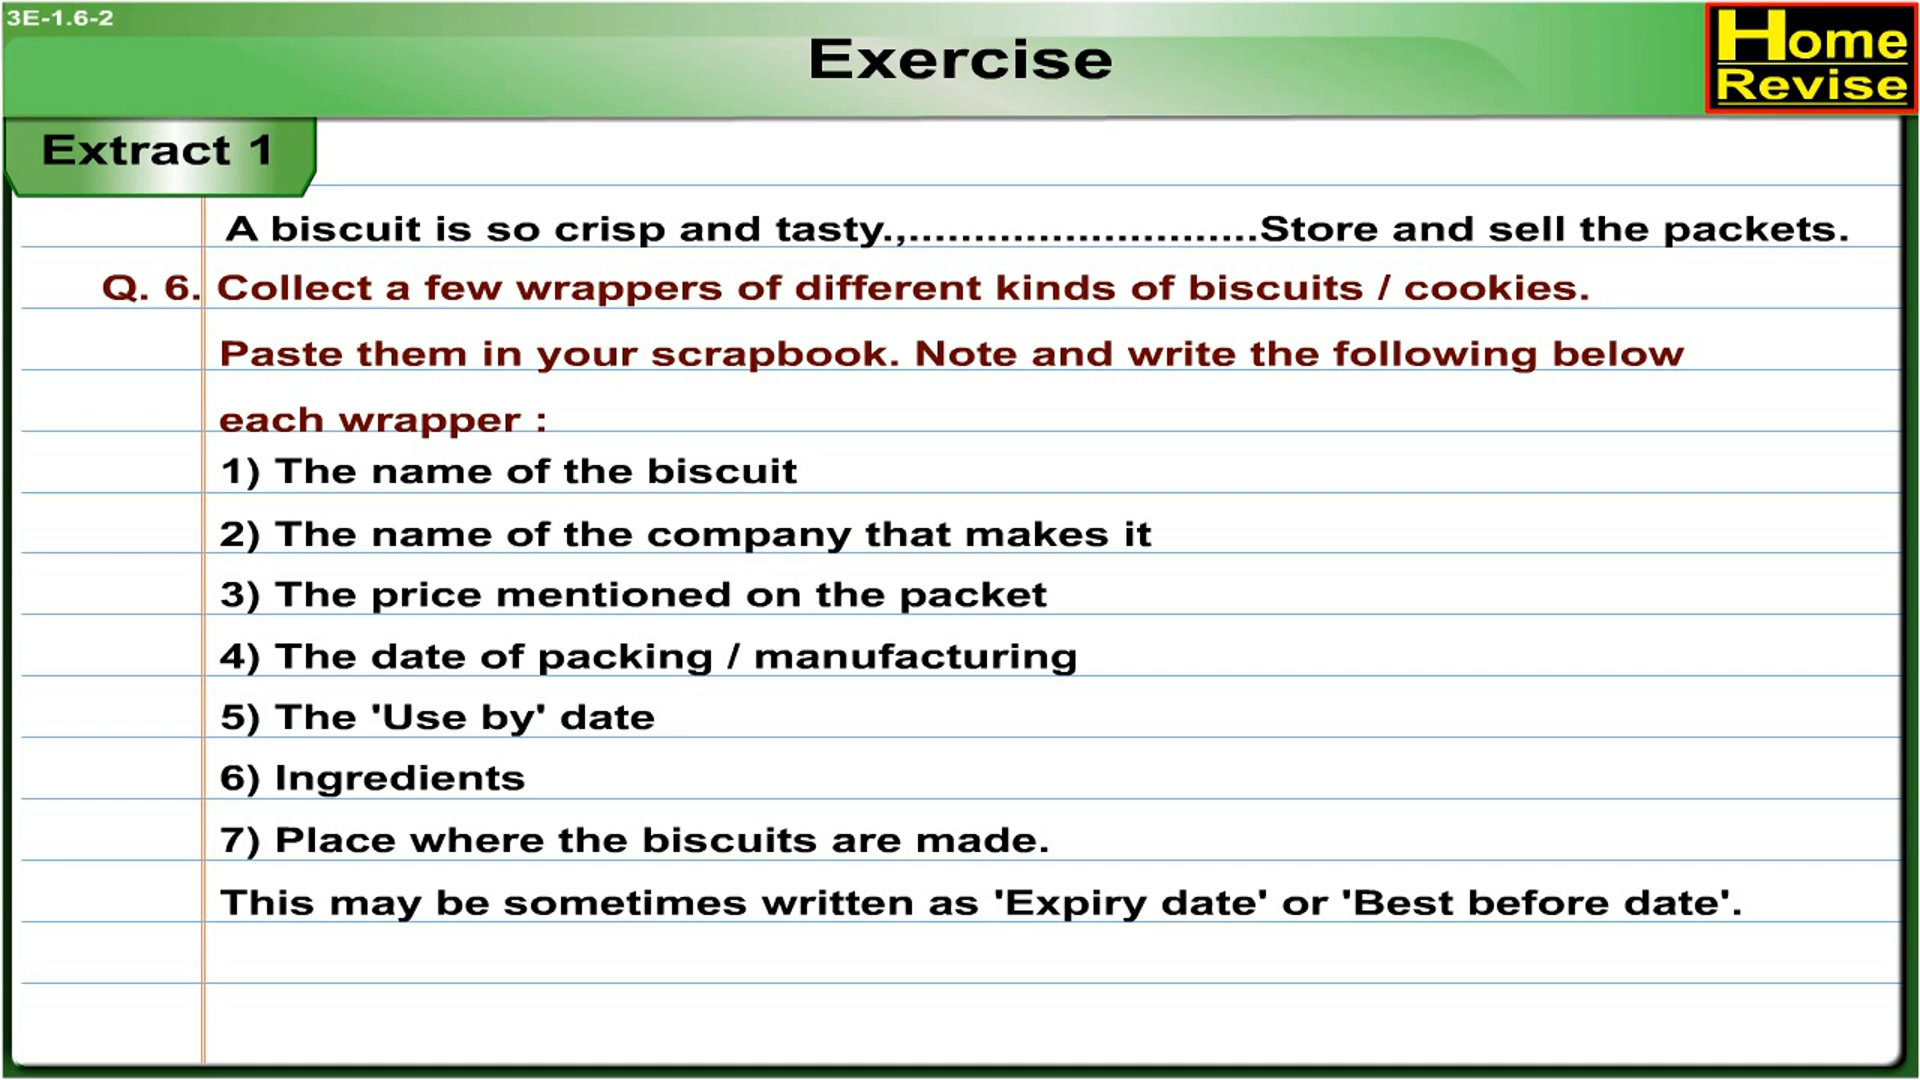 3E-1.6-2
Exercise
Home
Revise
Extract 1
A biscuit is so crisp and tasty.,...........................Store and sell the packets.
Q. 6. Collect a few wrappers of different kinds of biscuits / cookies.
Paste them in your scrapbook. Note and write the following below
each wrapper :
1) The name of the biscuit
2) The name of the company that makes it
3) The price mentioned on the packet
4) The date of packing / manufacturing
5) The 'Use by' date
6) Ingredients
7) Place where the biscuits are made.
This may be sometimes written as 'Expiry date' or 'Best before date'.